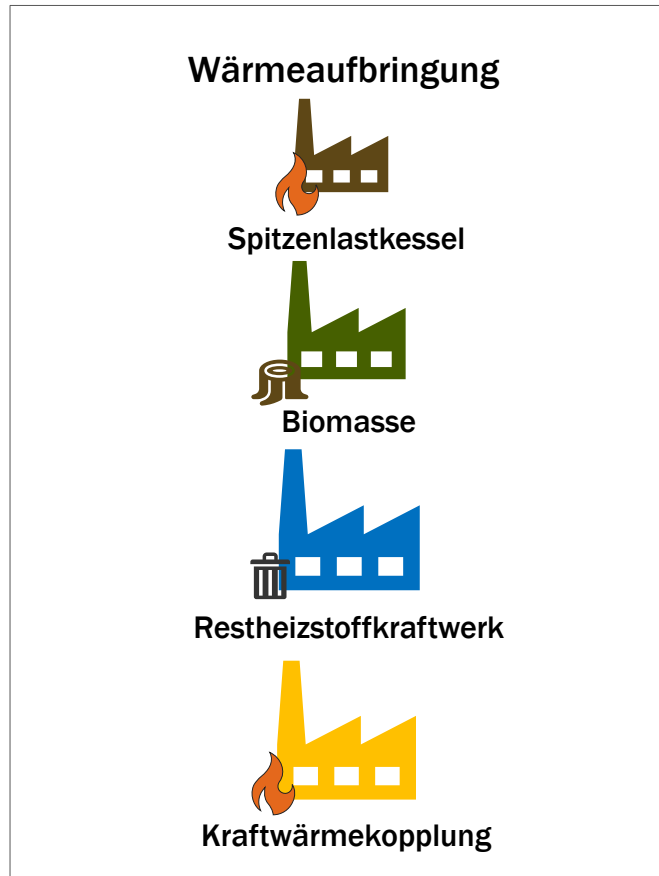 Wärmeaufbringung
Spitzenlastkessel
Biomasse
Restheizstoffkraftwerk
Kraftwärmekopplung